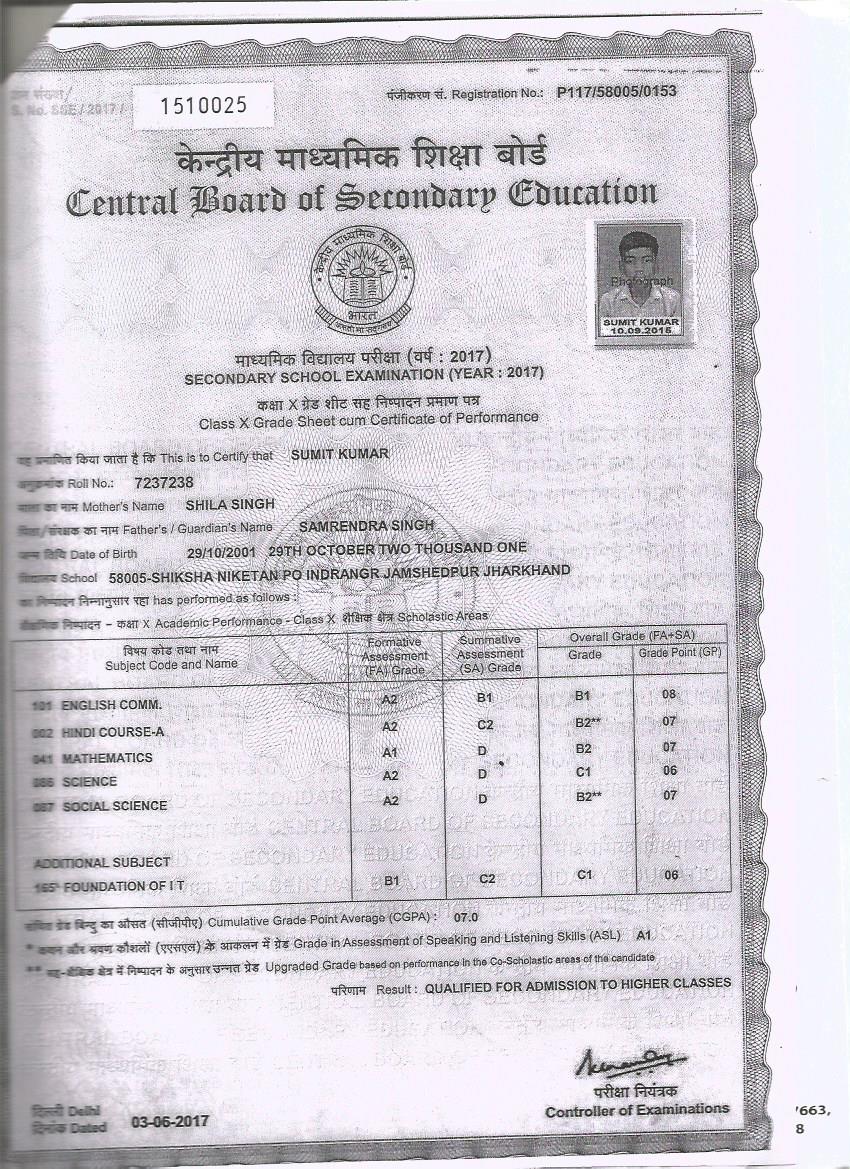 क्रम संख्या/
S. No. SSE / 2017 /
1510025
पंजीकरण सं. Registration No.: P117/58005/0153
केन्द्रीय माध्यमिक शिक्षा बोर्ड
Central Board of Secondary Education
केन्द्रीय माध्यमिक शिक्षा बोर्ड
भारत
Photograph
SUMIT KUMAR
10.09.2015
माध्यमिक विद्यालय परीक्षा (वर्ष : 2017)
SECONDARY SCHOOL EXAMINATION (YEAR : 2017)
कक्षा X ग्रेड शीट सह निष्पादन प्रमाण पत्र
Class X Grade Sheet cum Certificate of Performance
यह प्रमाणित किया जाता है कि This is to Certify that SUMIT KUMAR
अनुक्रमांक Roll No.: 7237238
माता का नाम Mother's Name SHILA SINGH
पिता/संरक्षक का नाम Father's / Guardian's Name SAMRENDRA SINGH
जन्म तिथि Date of Birth 29/10/2001 29TH OCTOBER TWO THOUSAND ONE
विद्यालय School 58005-SHIKSHA NIKETAN PO INDRANGR JAMSHEDPUR JHARKHAND
का निष्पादन निम्नानुसार रहा has performed as follows :
शैक्षणिक निष्पादन – कक्षा X Academic Performance - Class X शैक्षिक क्षेत्र Scholastic Areas
विषय कोड तथा नाम
Subject Code and Name
Formative Assessment (FA) Grade
Summative Assessment (SA) Grade
Overall Grade (FA+SA)
Grade Grade Point (GP)
101 ENGLISH COMM. A2 B1 B1 08
002 HINDI COURSE-A A2 C2 B2** 07
041 MATHEMATICS A1 D B2 07
086 SCIENCE A2 D C1 06
087 SOCIAL SCIENCE A2 D B2** 07
ADDITIONAL SUBJECT
165 FOUNDATION OF I T B1 C2 C1 06
संचित ग्रेड बिन्दु का औसत (सीजीपीए) Cumulative Grade Point Average (CGPA) : 07.0
* कथन और श्रवण कौशलों (एएसएल) के आकलन में ग्रेड Grade in Assessment of Speaking and Listening Skills (ASL) A1
** सह-शैक्षिक क्षेत्र में निष्पादन के अनुसार उन्नत ग्रेड Upgraded Grade based on performance in the Co-Scholastic areas of the candidate
परिणाम Result : QUALIFIED FOR ADMISSION TO HIGHER CLASSES
परीक्षा नियंत्रक
Controller of Examinations
दिल्ली Delhi
दिनांक Dated 03-06-2017
7663,
8